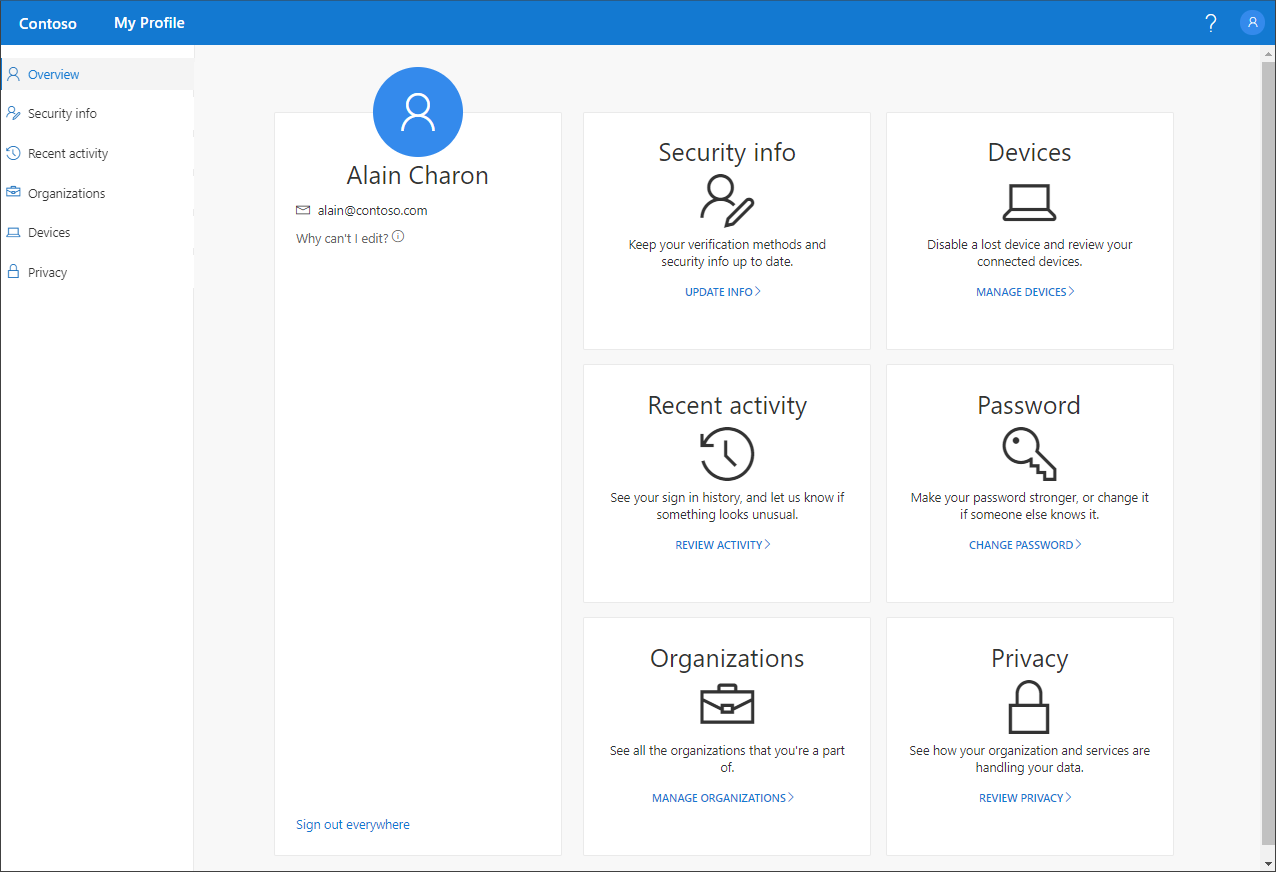 Contoso
My Profile
?
Overview
Security info
Recent activity
Organizations
Devices
Privacy
Alain Charon
alain@contoso.com
Why can't I edit?
Sign out everywhere
Security info
Keep your verification methods and
security info up to date.
UPDATE INFO
Devices
Disable a lost device and review your
connected devices.
MANAGE DEVICES
Recent activity
See your sign in history, and let us know if
something looks unusual.
REVIEW ACTIVITY
Password
Make your password stronger, or change it
if someone else knows it.
CHANGE PASSWORD
Organizations
See all the organizations that you're a part
of.
MANAGE ORGANIZATIONS
Privacy
See how your organization and services are
handling your data.
REVIEW PRIVACY